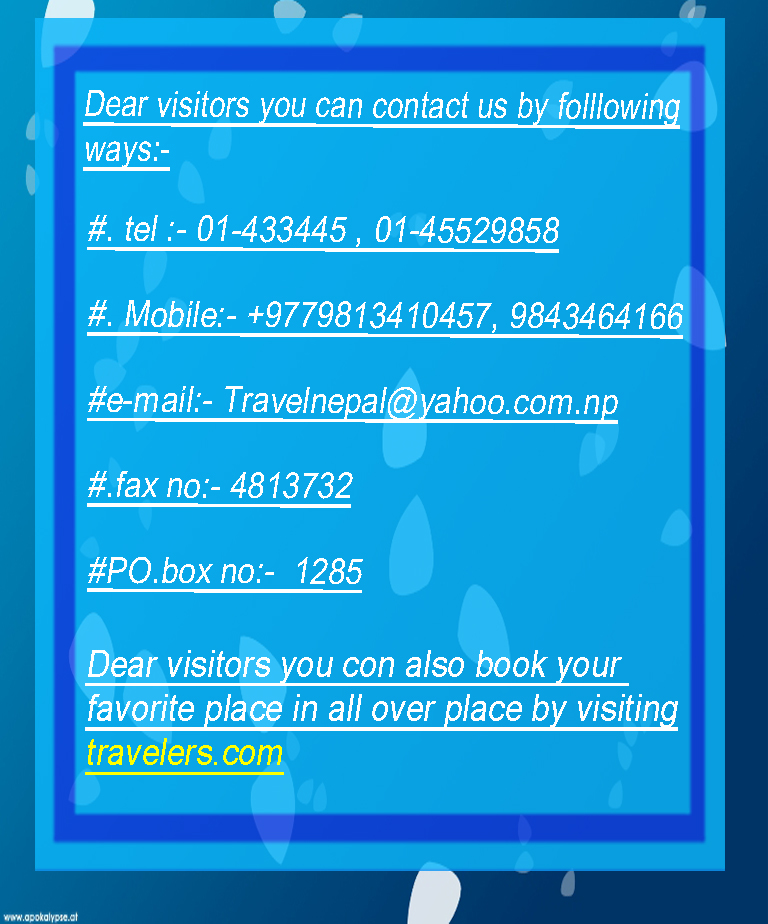 Dear visitors you can contact us by folllowing
ways:-
#. tel :- 01-433445 , 01-45529858
#. Mobile:- +9779813410457, 9843464166
#e-mail:- Travelnepal@yahoo.com.np
#.fax no:- 4813732
#PO.box no:-  1285
Dear visitors you con also book your
favorite place in all over place by visiting
travelers.com
www.apokalypse.at